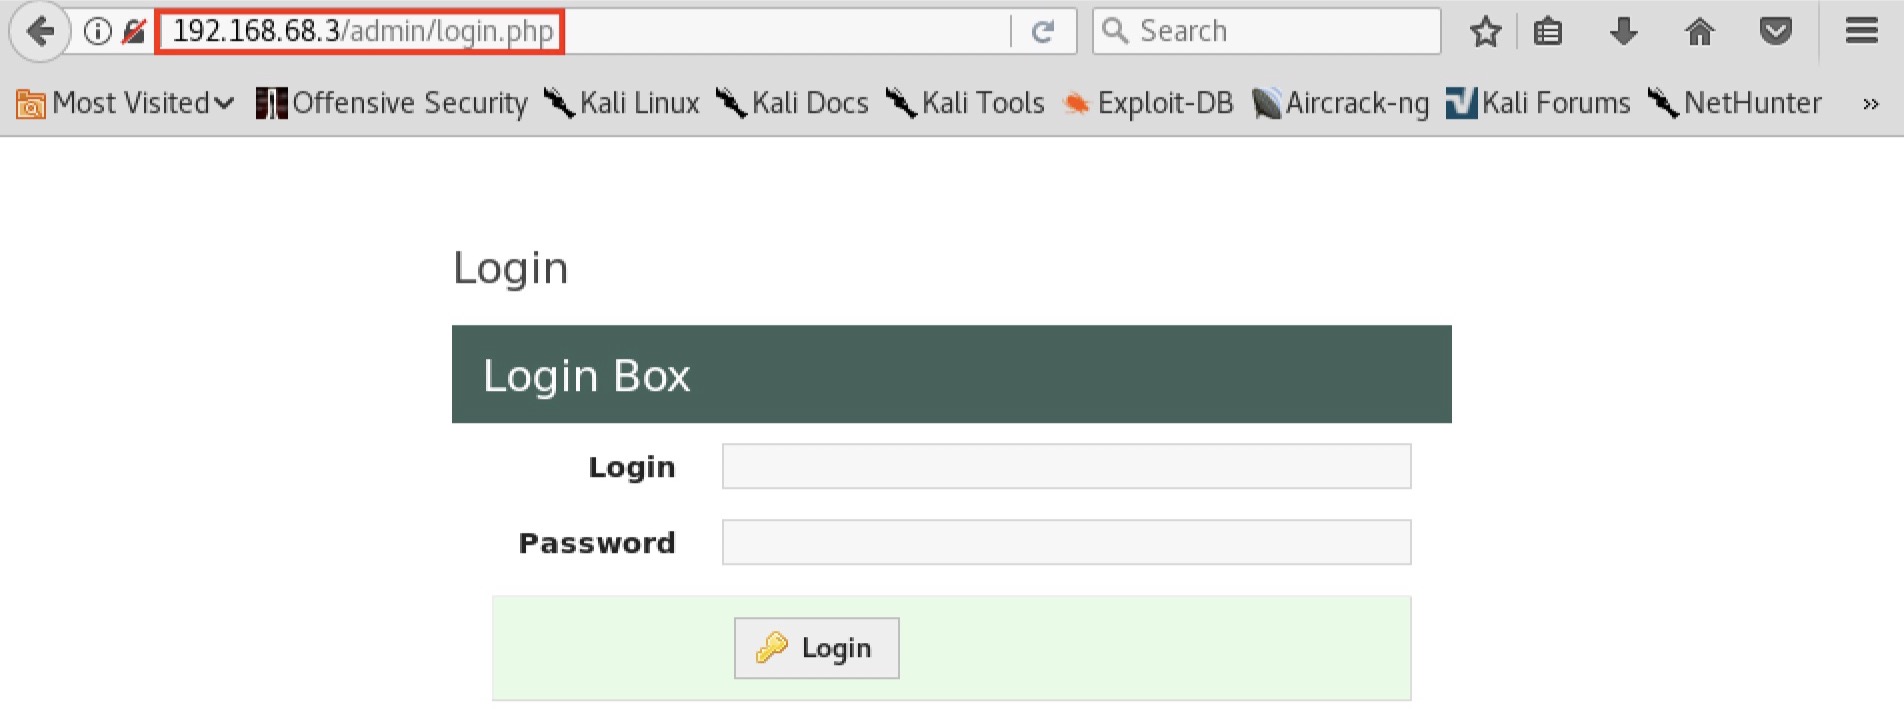 192.168.68.3/admin/login.php Search
Most Visited Offensive Security Kali Linux Kali Docs Kali Tools Exploit-DB Aircrack-ng Kali Forums NetHunter »
Login
Login Box
Login
Password
Login